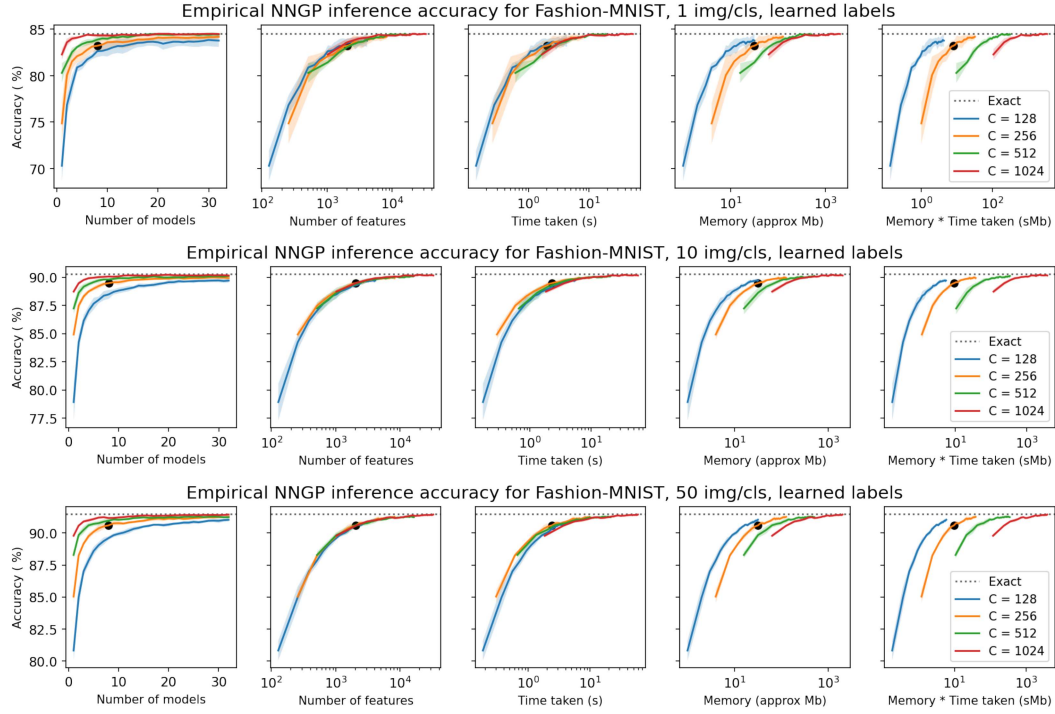 Empirical NNGP inference accuracy for Fashion-MNIST, 1 img/cls, learned labels
Accuracy ( %)
85
80
75
70
0 10 20 30
Number of models
10² 10³ 10⁴
Number of features
10⁰ 10¹
Time taken (s)
10¹ 10³
Memory (approx Mb)
10⁰ 10²
Memory * Time taken (sMb)
Exact
C = 128
C = 256
C = 512
C = 1024
Empirical NNGP inference accuracy for Fashion-MNIST, 10 img/cls, learned labels
Accuracy ( %)
90.0
87.5
85.0
82.5
80.0
77.5
0 10 20 30
Number of models
10² 10³ 10⁴
Number of features
10⁰ 10¹
Time taken (s)
10¹ 10³
Memory (approx Mb)
10¹ 10³
Memory * Time taken (sMb)
Exact
C = 128
C = 256
C = 512
C = 1024
Empirical NNGP inference accuracy for Fashion-MNIST, 50 img/cls, learned labels
Accuracy ( %)
90.0
87.5
85.0
82.5
80.0
0 10 20 30
Number of models
10² 10³ 10⁴
Number of features
10⁰ 10¹
Time taken (s)
10¹ 10³
Memory (approx Mb)
10¹ 10³
Memory * Time taken (sMb)
Exact
C = 128
C = 256
C = 512
C = 1024